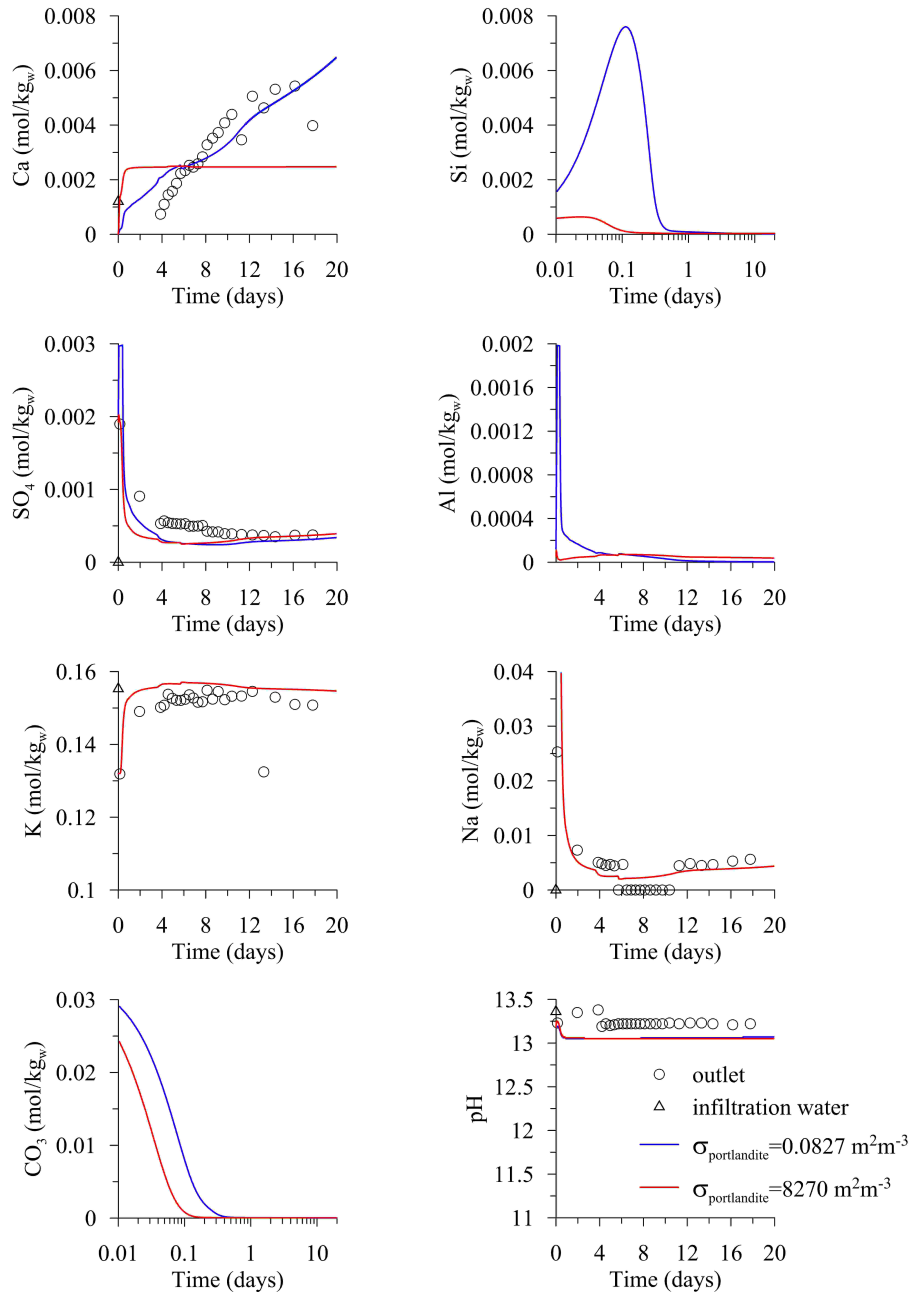 Ca (mol/kgw)
0.008
0.006
0.004
0.002
0
0 4 8 12 16 20
Time (days)
Si (mol/kgw)
0.008
0.006
0.004
0.002
0
0.01 0.1 1 10
Time (days)
SO4 (mol/kgw)
0.003
0.002
0.001
0
0 4 8 12 16 20
Time (days)
Al (mol/kgw)
0.002
0.0016
0.0012
0.0008
0.0004
0
4 8 12 16 20
Time (days)
K (mol/kgw)
0.16
0.14
0.12
0.1
0 4 8 12 16 20
Time (days)
Na (mol/kgw)
0.04
0.03
0.02
0.01
0
0 4 8 12 16 20
Time (days)
CO3 (mol/kgw)
0.03
0.02
0.01
0
0.01 0.1 1 10
Time (days)
pH
13.5
13
12.5
12
11.5
11
0 4 8 12 16 20
Time (days)
outlet
infiltration water
σportlandite=0.0827 m²m⁻³
σportlandite=8270 m²m⁻³